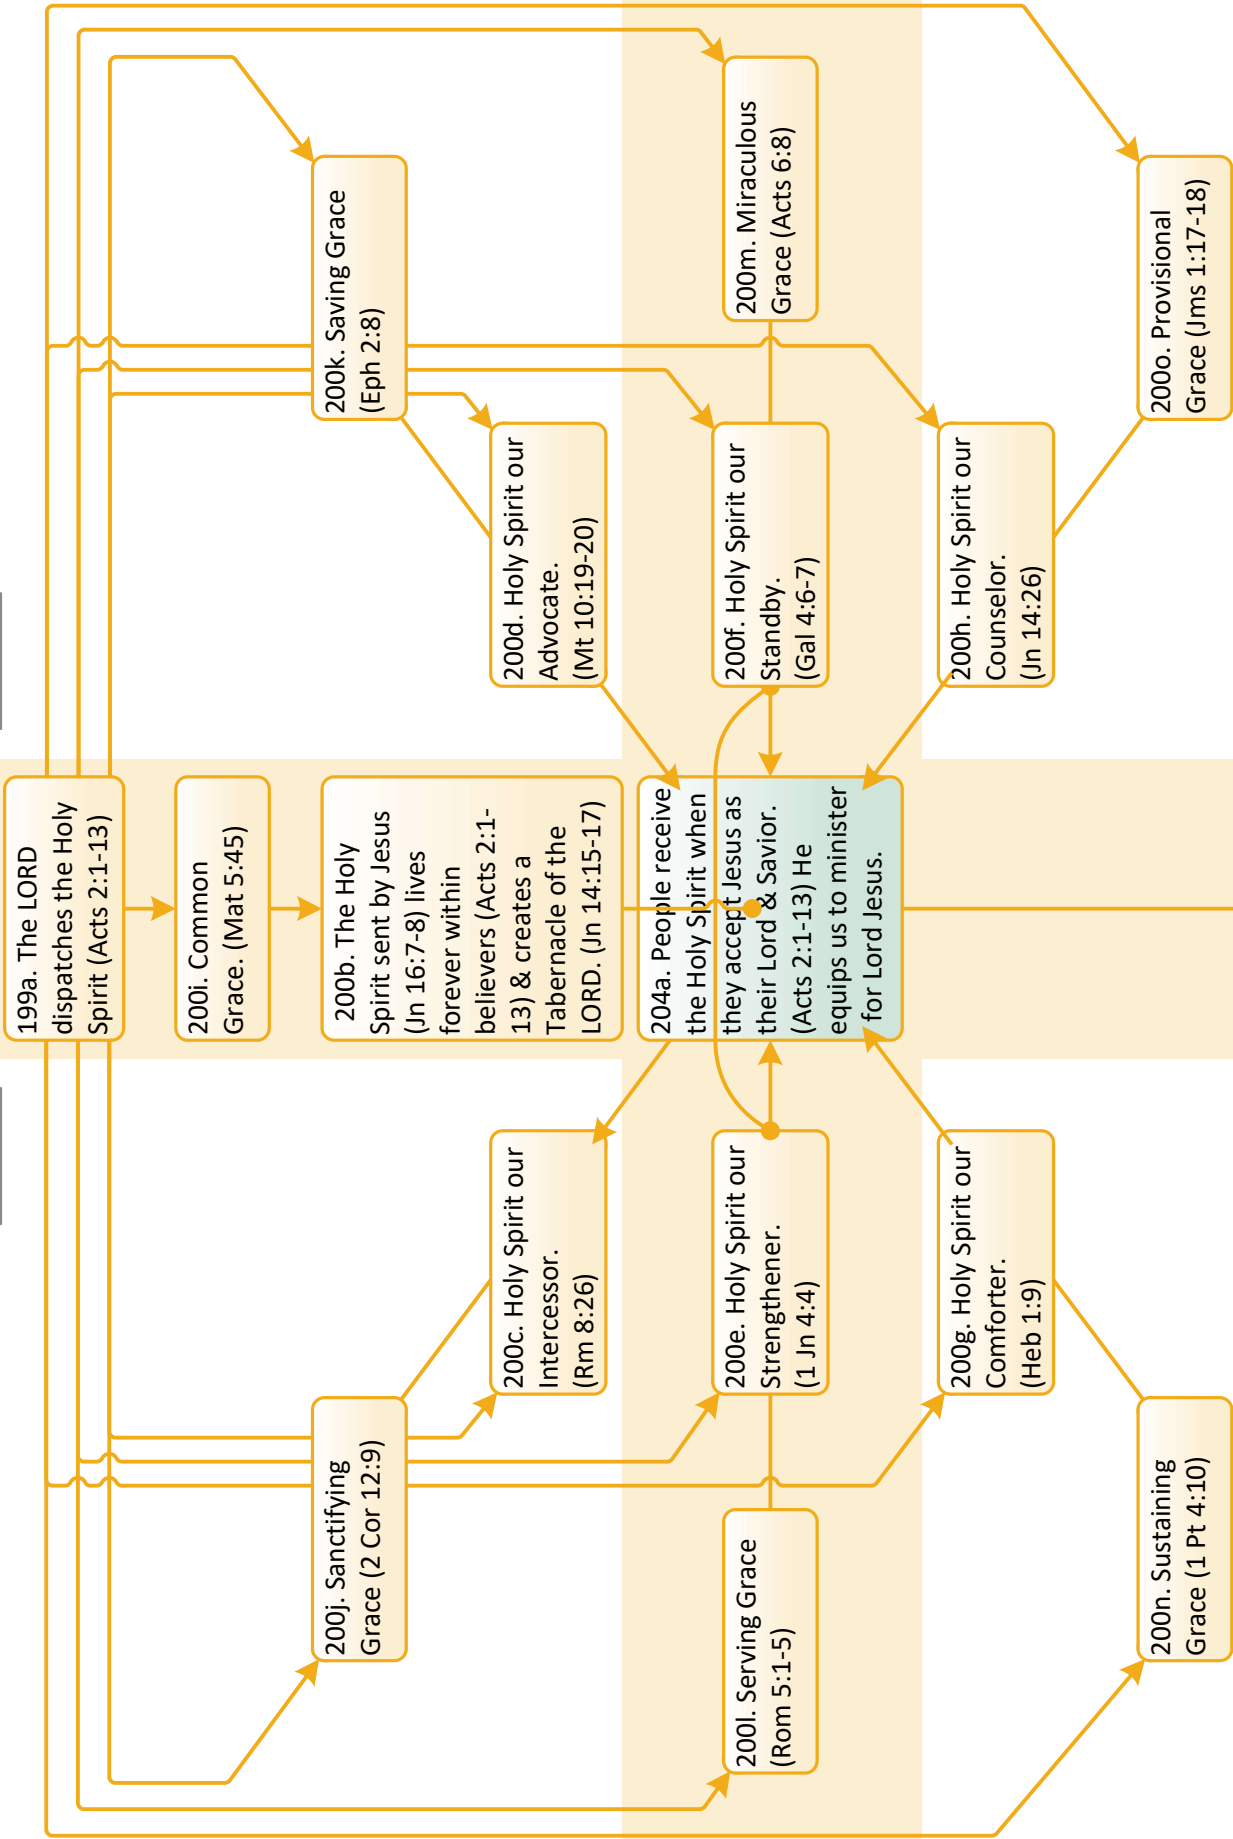 199a. The LORD
dispatches the Holy
Spirit (Acts 2:1-13)
200i. Common
Grace. (Mat 5:45)
200b. The Holy
Spirit sent by Jesus
(Jn 16:7-8) lives
forever within
believers (Acts 2:1-
13) & creates a
Tabernacle of the
LORD. (Jn 14:15-17)
204a. People receive
the Holy Spirit when
they accept Jesus as
their Lord & Savior.
(Acts 2:1-13) He
equips us to minister
for Lord Jesus.
200j. Sanctifying
Grace (2 Cor 12:9)
200k. Saving Grace
(Eph 2:8)
200c. Holy Spirit our
Intercessor.
(Rm 8:26)
200d. Holy Spirit our
Advocate.
(Mt 10:19-20)
200l. Serving Grace
(Rom 5:1-5)
200e. Holy Spirit our
Strengthener.
(1 Jn 4:4)
200f. Holy Spirit our
Standby.
(Gal 4:6-7)
200m. Miraculous
Grace (Acts 6:8)
200g. Holy Spirit our
Comforter.
(Heb 1:9)
200h. Holy Spirit our
Counselor.
(Jn 14:26)
200n. Sustaining
Grace (1 Pt 4:10)
200o. Provisional
Grace (Jms 1:17-18)